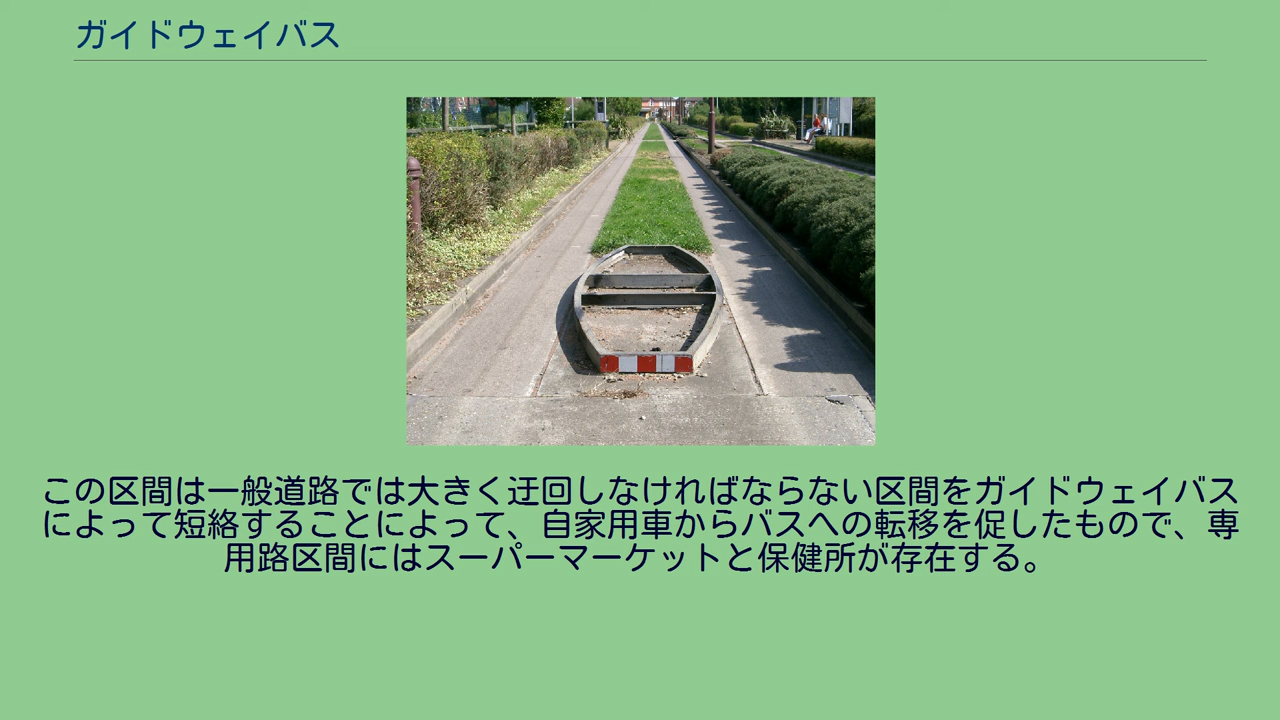 ガイドウェイバス
この区間は一般道路では大きく迂回しなければならない区間をガイドウェイバス
によって短絡することによって、自家用車からバスへの転移を促したもので、専
用路区間にはスーパーマーケットと保健所が存在する。